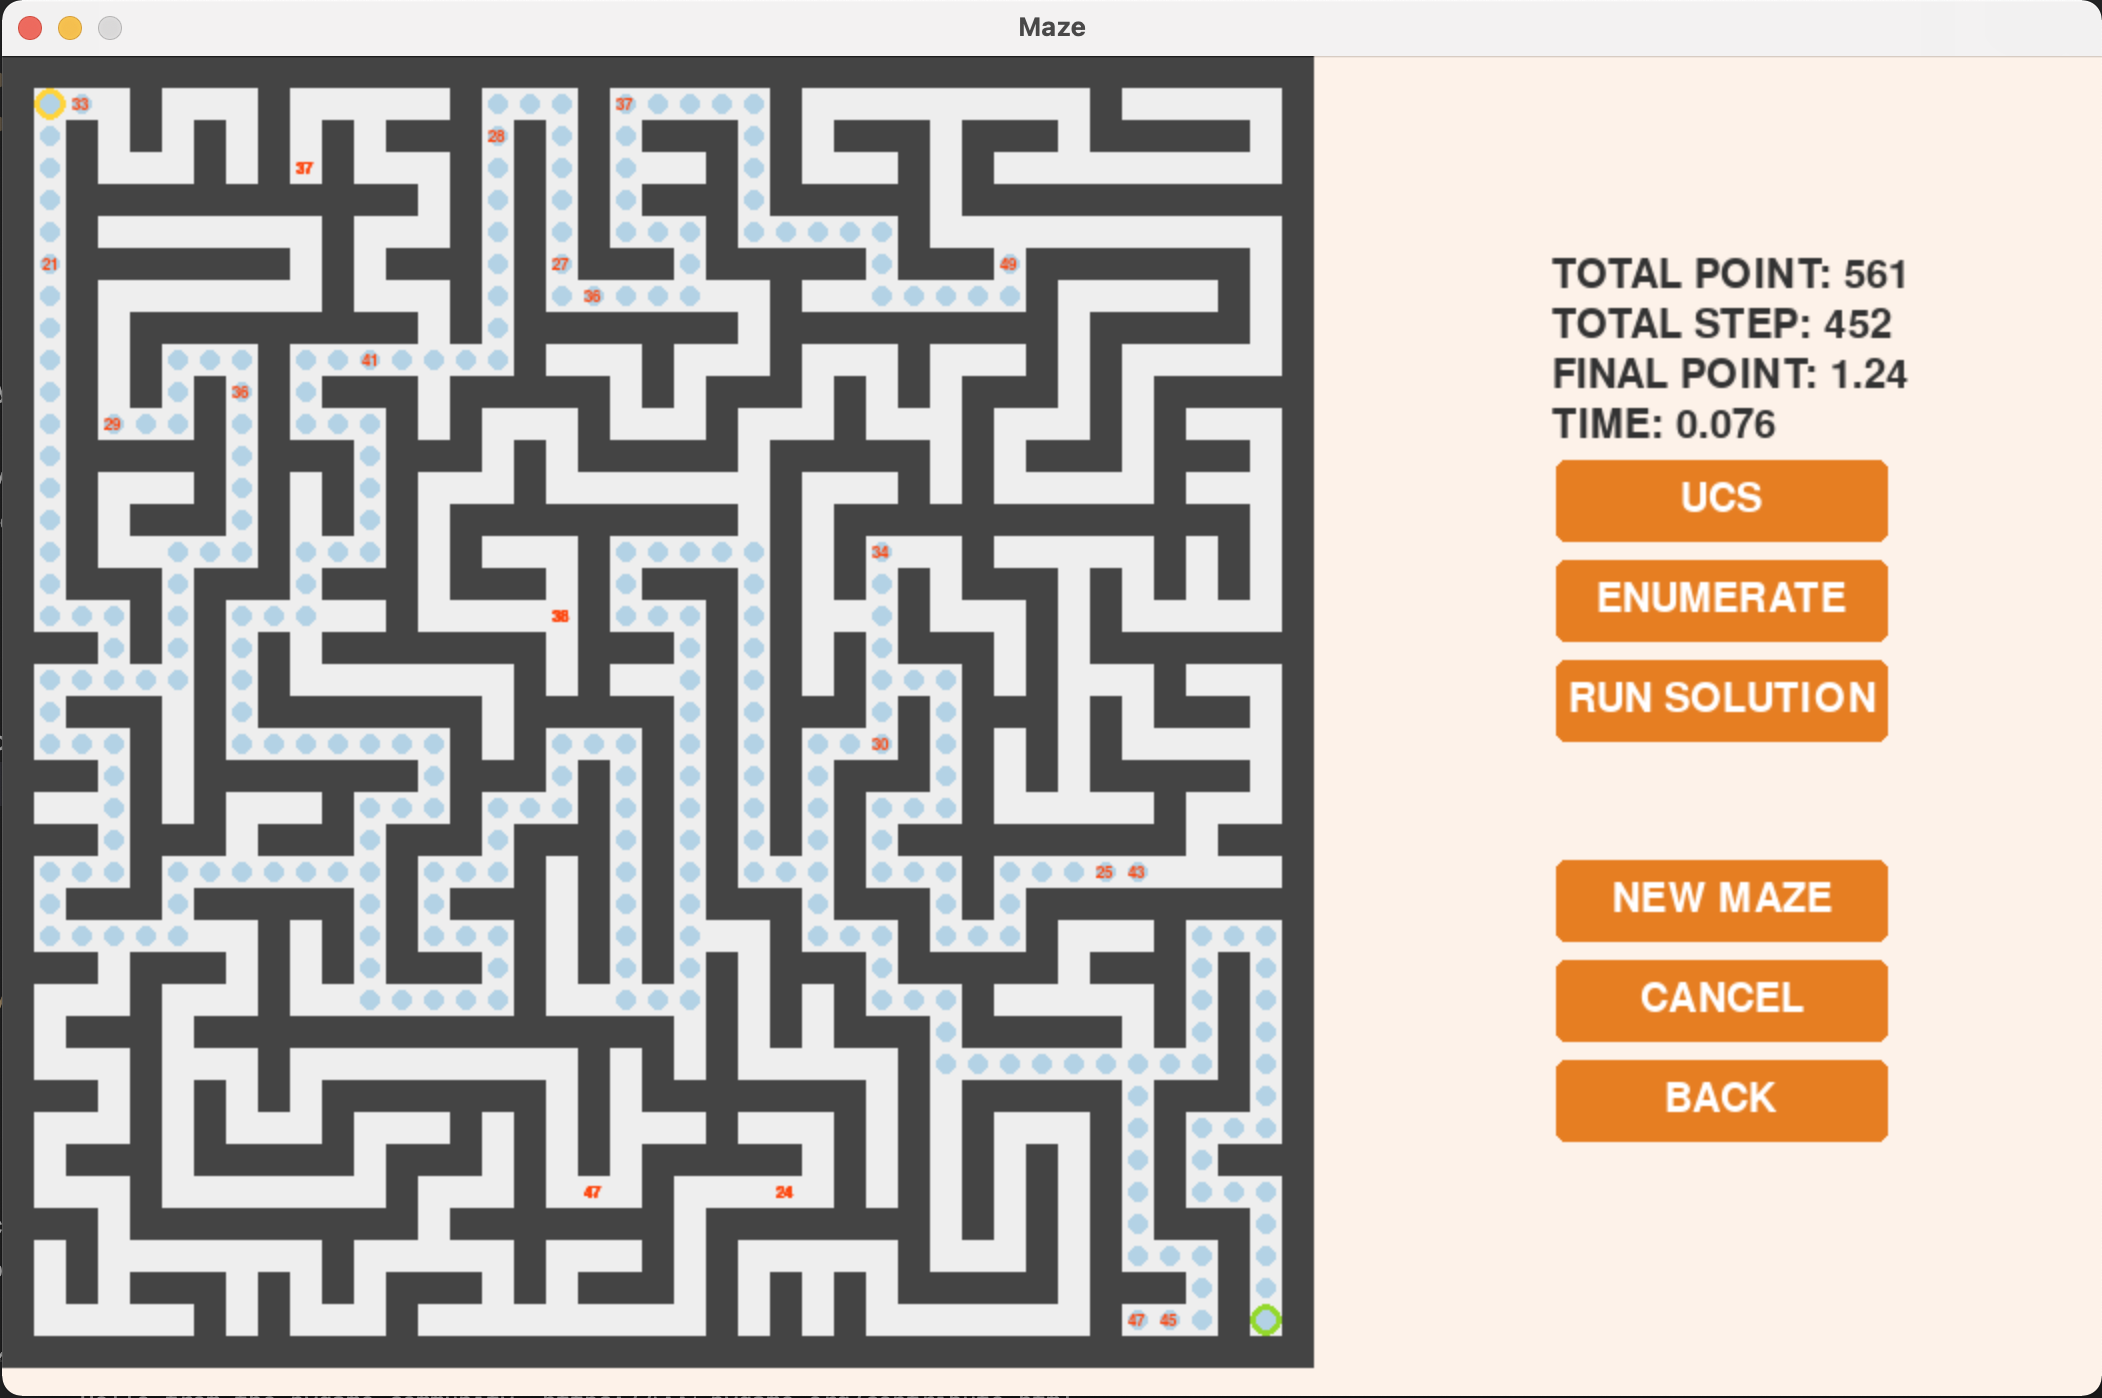 Maze
33
37
28
37
21
27
49
36
41
36
29
34
36
30
25 43
47
24
47 45
TOTAL POINT: 561
TOTAL STEP: 452
FINAL POINT: 1.24
TIME: 0.076
UCS
ENUMERATE
RUN SOLUTION
NEW MAZE
CANCEL
BACK